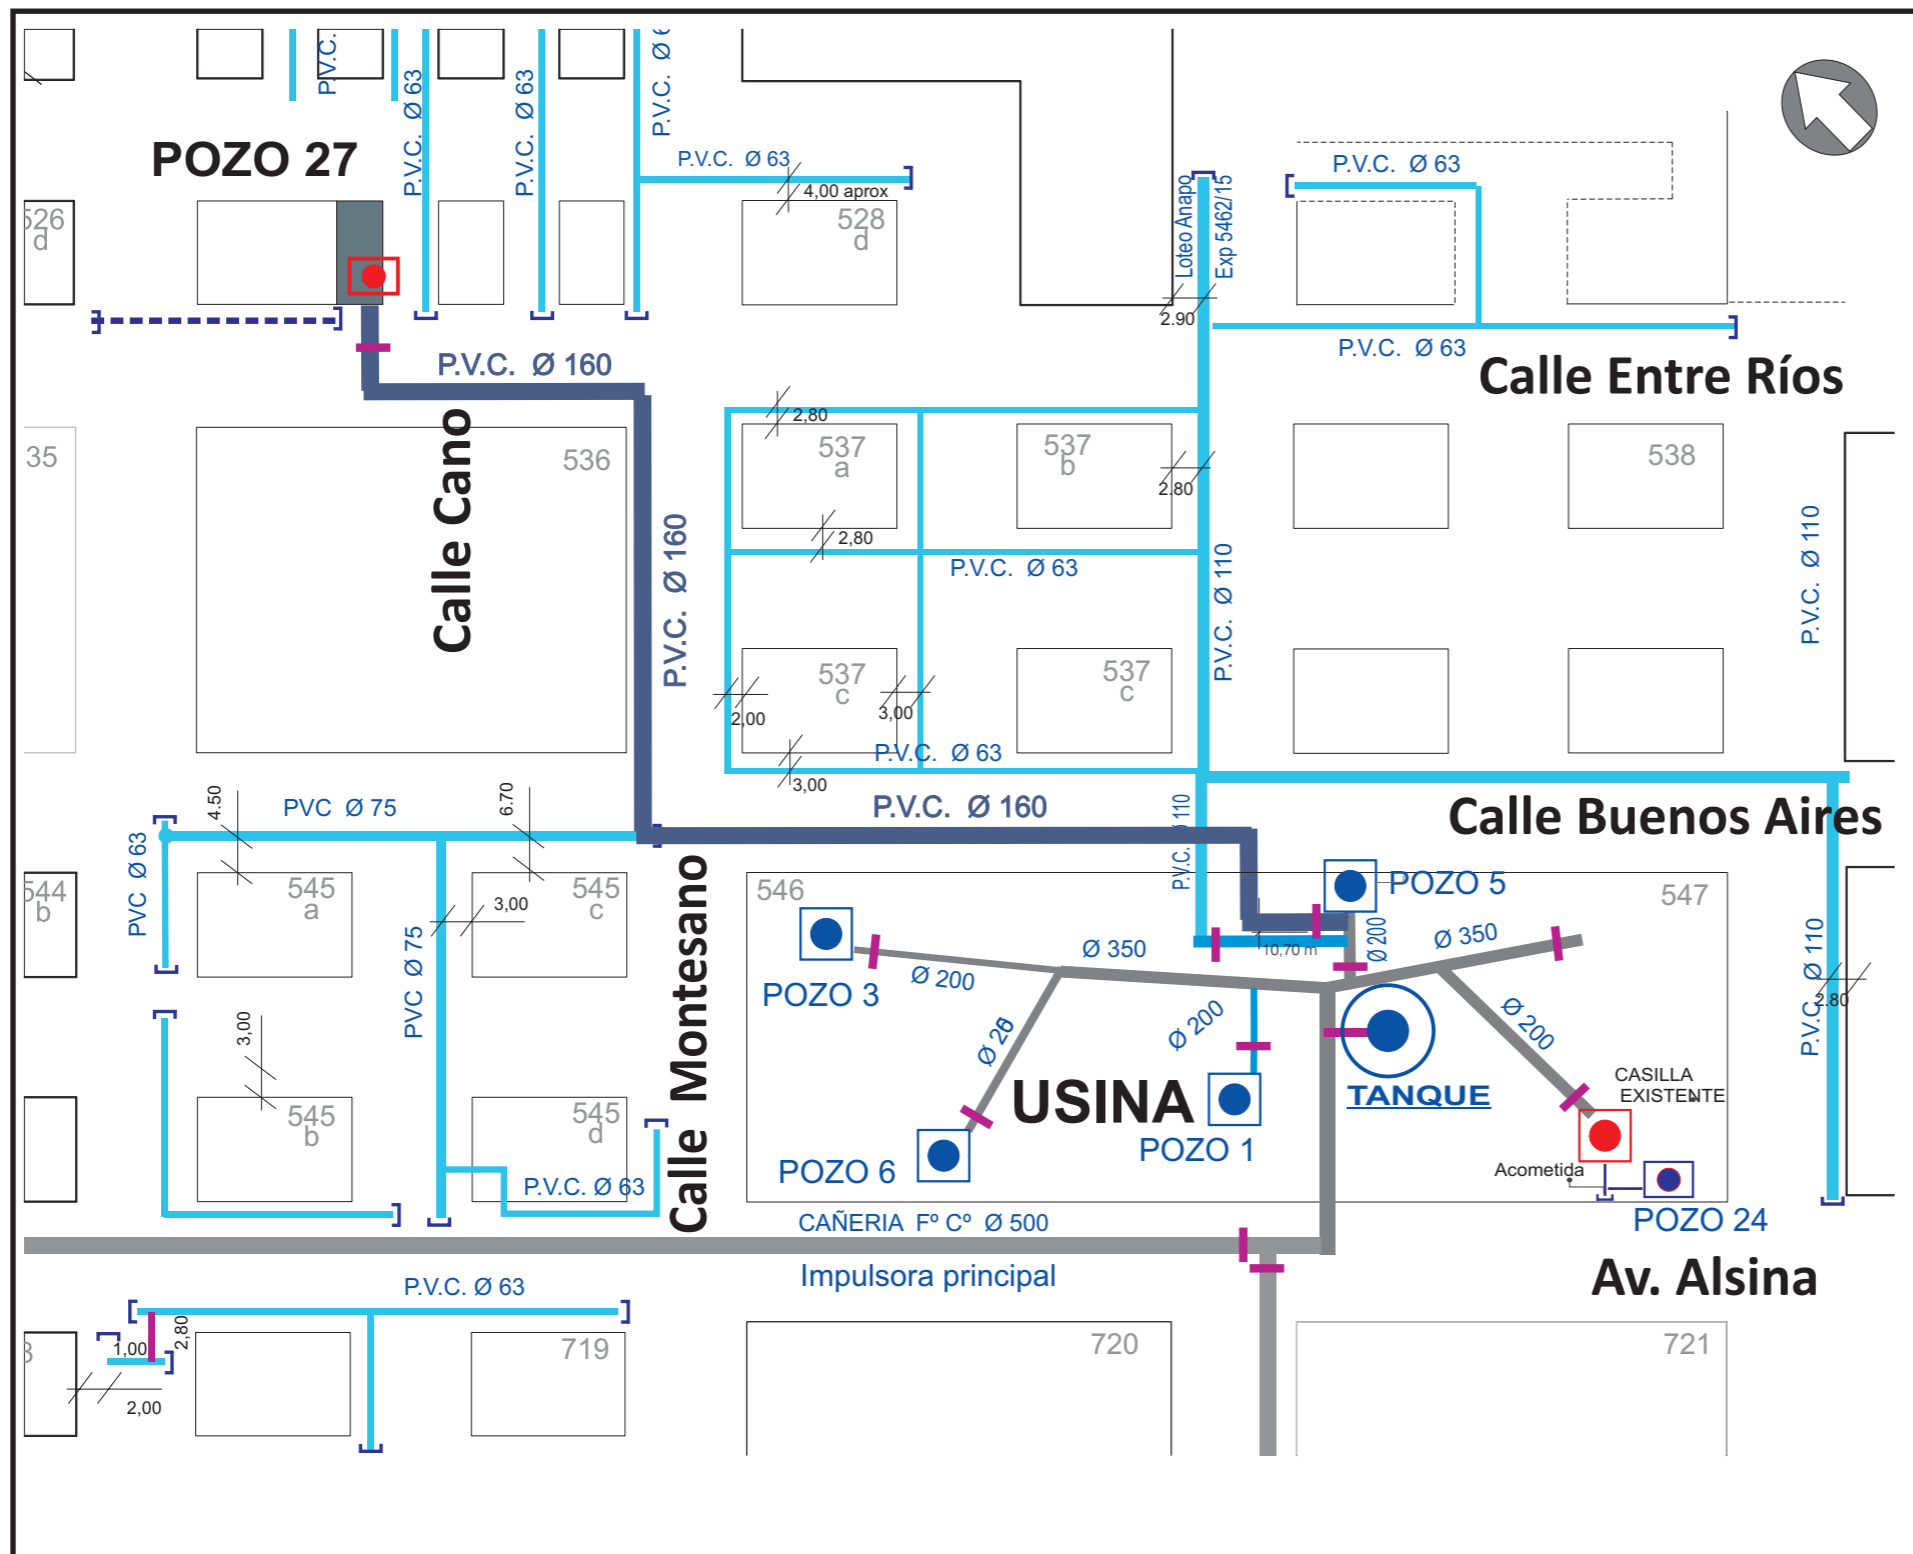 P.V.C.
P.V.C. Ø 63
P.V.C. Ø 63
P.V.C. Ø 6
POZO 27
P.V.C. Ø 63
4,00 aprox
P.V.C. Ø 63
526
d
528
d
Loteo Anapo
Exp 5462/15
2.90
P.V.C. Ø 63
P.V.C. Ø 160
Calle Entre Ríos
35
536
Calle Cano
P.V.C. Ø 160
2,80
537
a
537
b
2.80
538
2,80
P.V.C. Ø 63
P.V.C. Ø 110
P.V.C. Ø 110
537
c
537
c
2,00
3,00
P.V.C. Ø 63
3,00
4.50
PVC Ø 75
6.70
P.V.C. Ø 160
P.V.C. Ø 110
Calle Buenos Aires
PVC Ø 63
544
b
545
a
3,00
545
c
Calle Montesano
546
POZO 5
547
PVC Ø 75
Ø 350
10,70 m
Ø 200
Ø 350
P.V.C. Ø 110
2.80
POZO 3
Ø 200
Ø 200
Ø 200
3,00
USINA
TANQUE
CASILLA
EXISTENTE
545
b
545
d
POZO 6
POZO 1
Acometida
P.V.C. Ø 63
POZO 24
CAÑERIA Fº Cº Ø 500
Impulsora principal
Av. Alsina
P.V.C. Ø 63
2,80
1,00
2,00
719
720
721